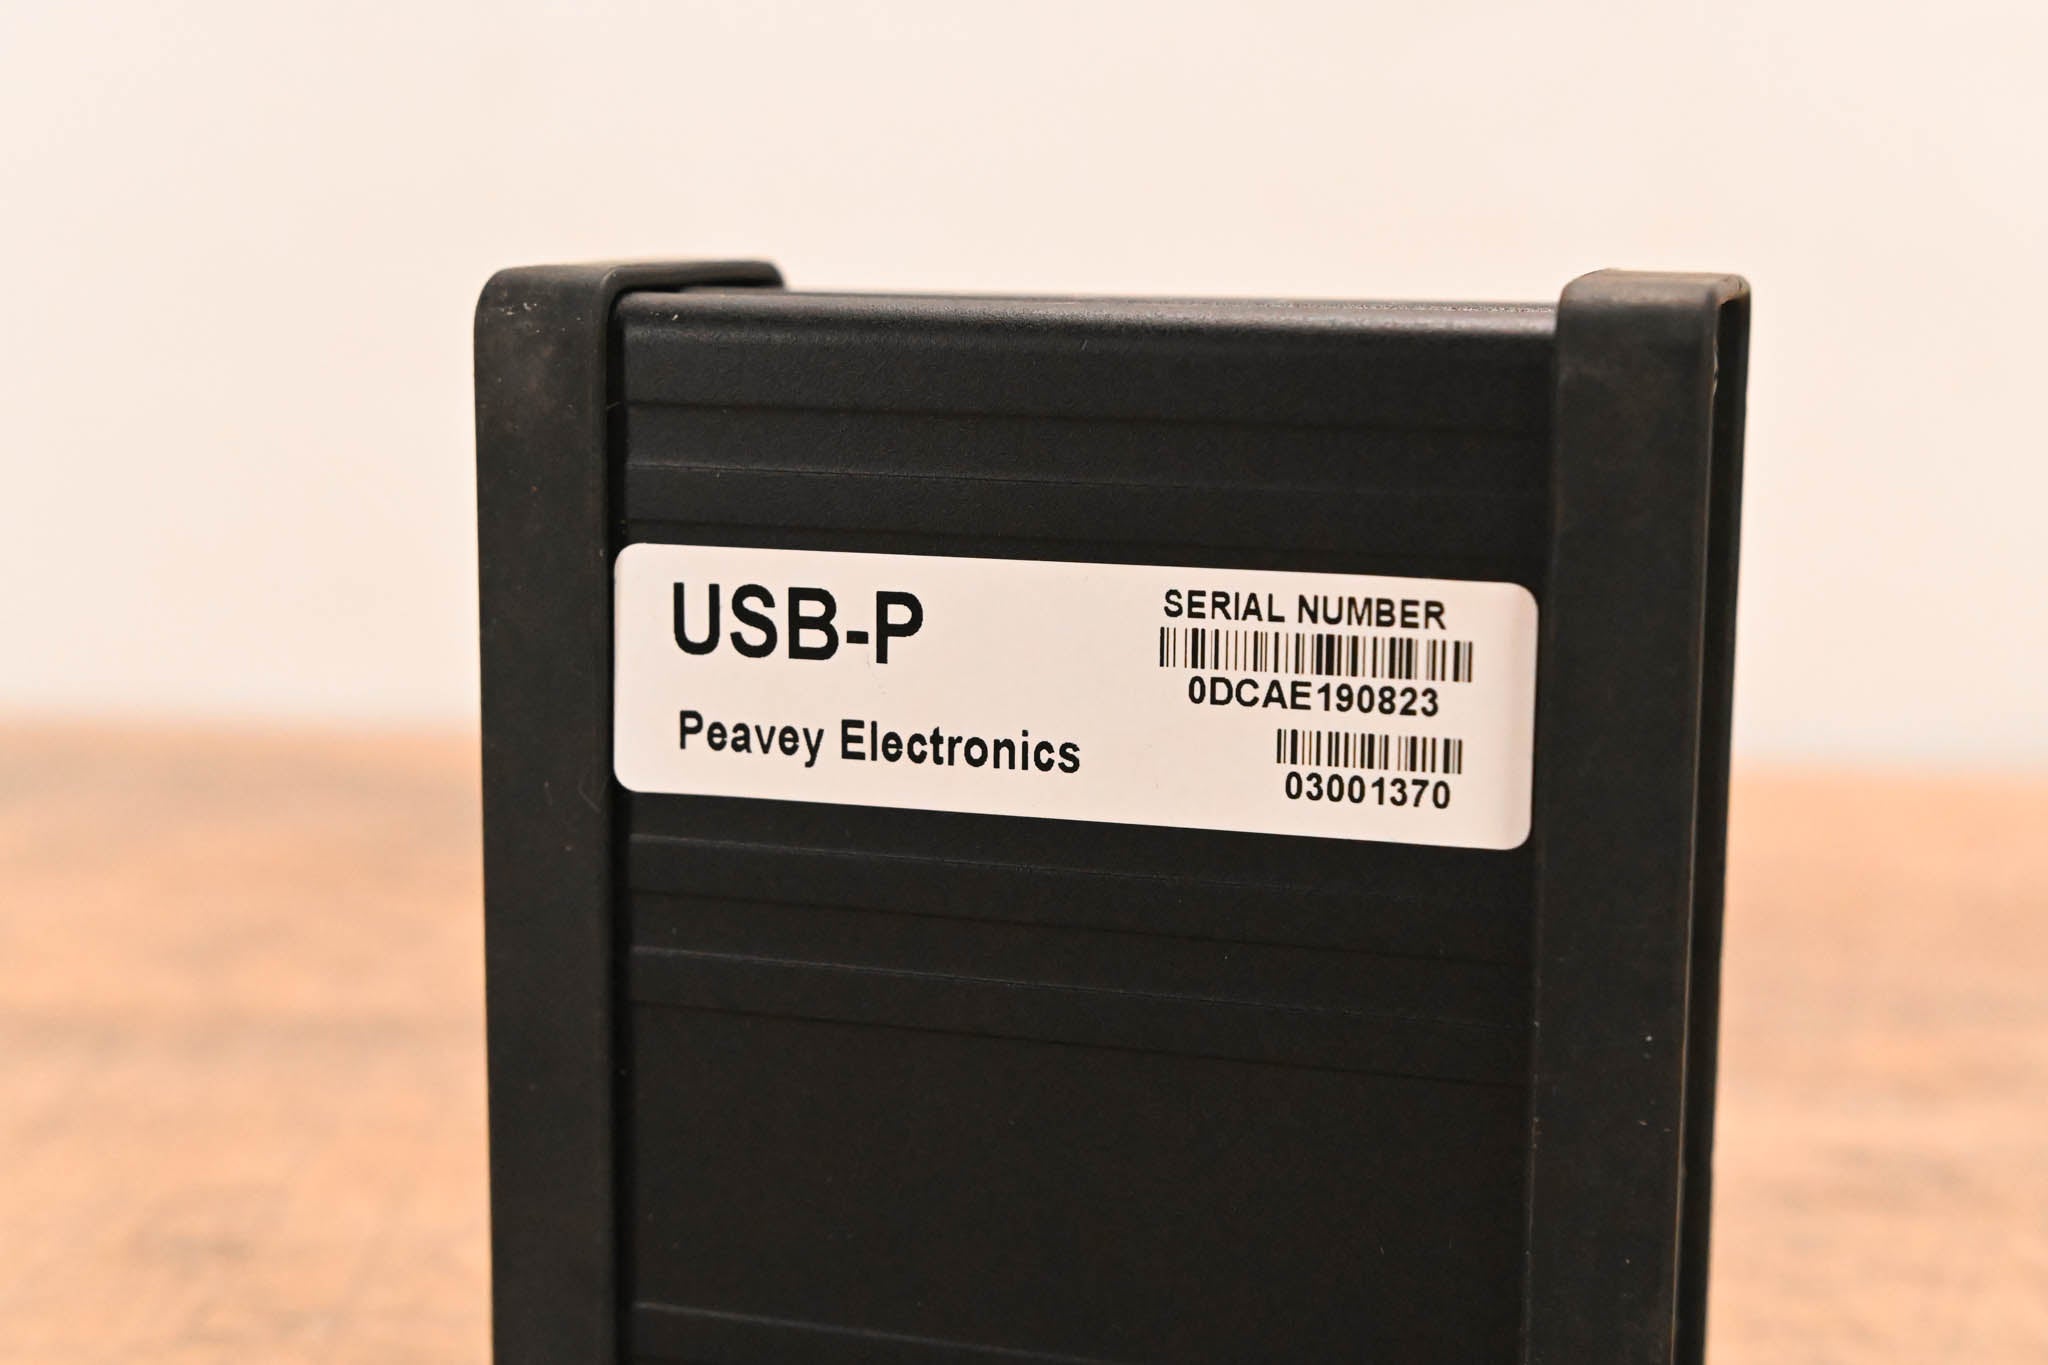 USB-P
Peavey Electronics
SERIAL NUMBER
0DCAE190823
03001370